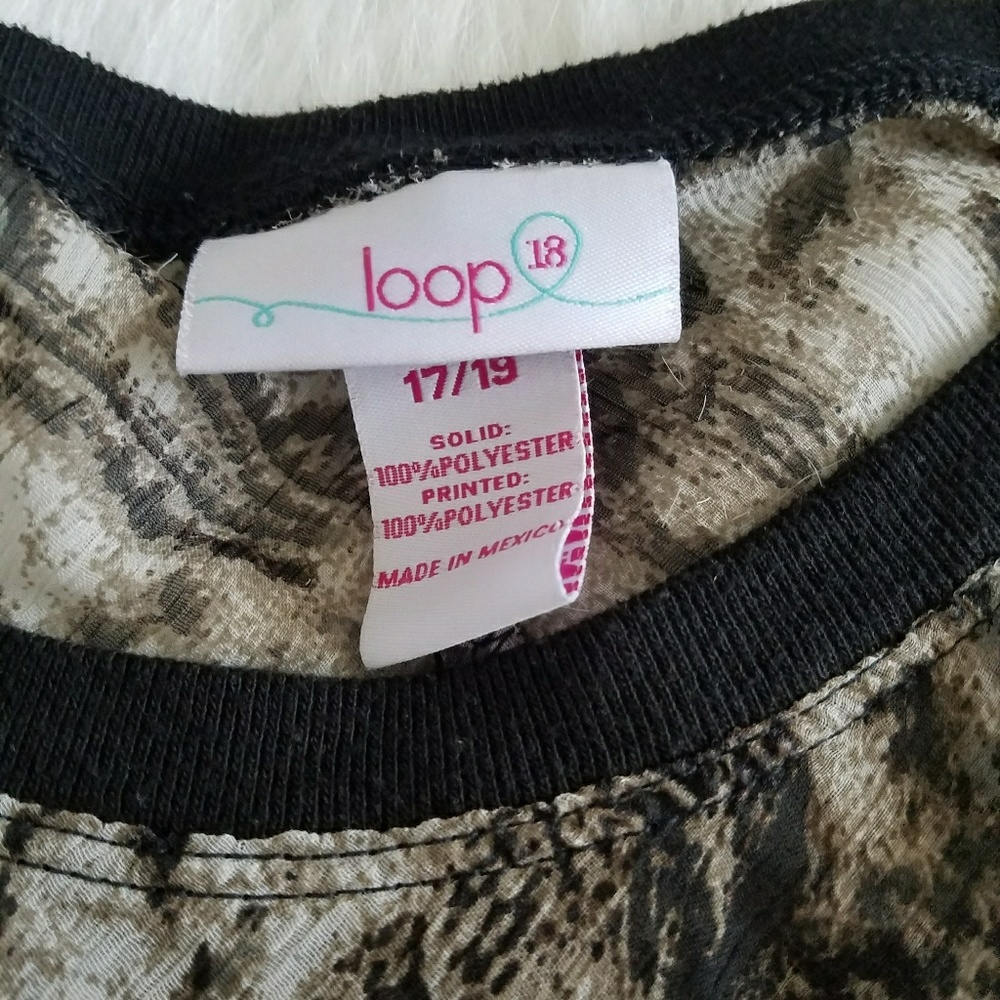 loop 18
17/19
SOLID:
100%POLYESTER
PRINTED:
100%POLYESTER
MADE IN MEXICO